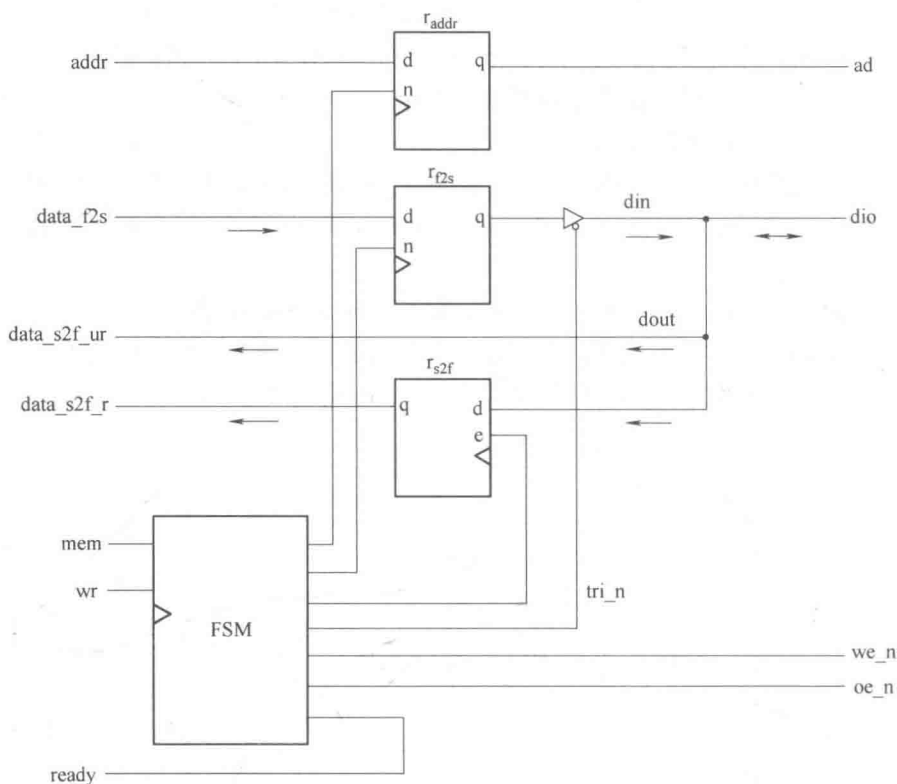 r_addr
addr
d
q
ad
n
r_f2s
data_f2s
d
q
din
dio
n
data_s2f_ur
dout
r_s2f
data_s2f_r
q
d
e
mem
wr
FSM
tri_n
we_n
oe_n
ready